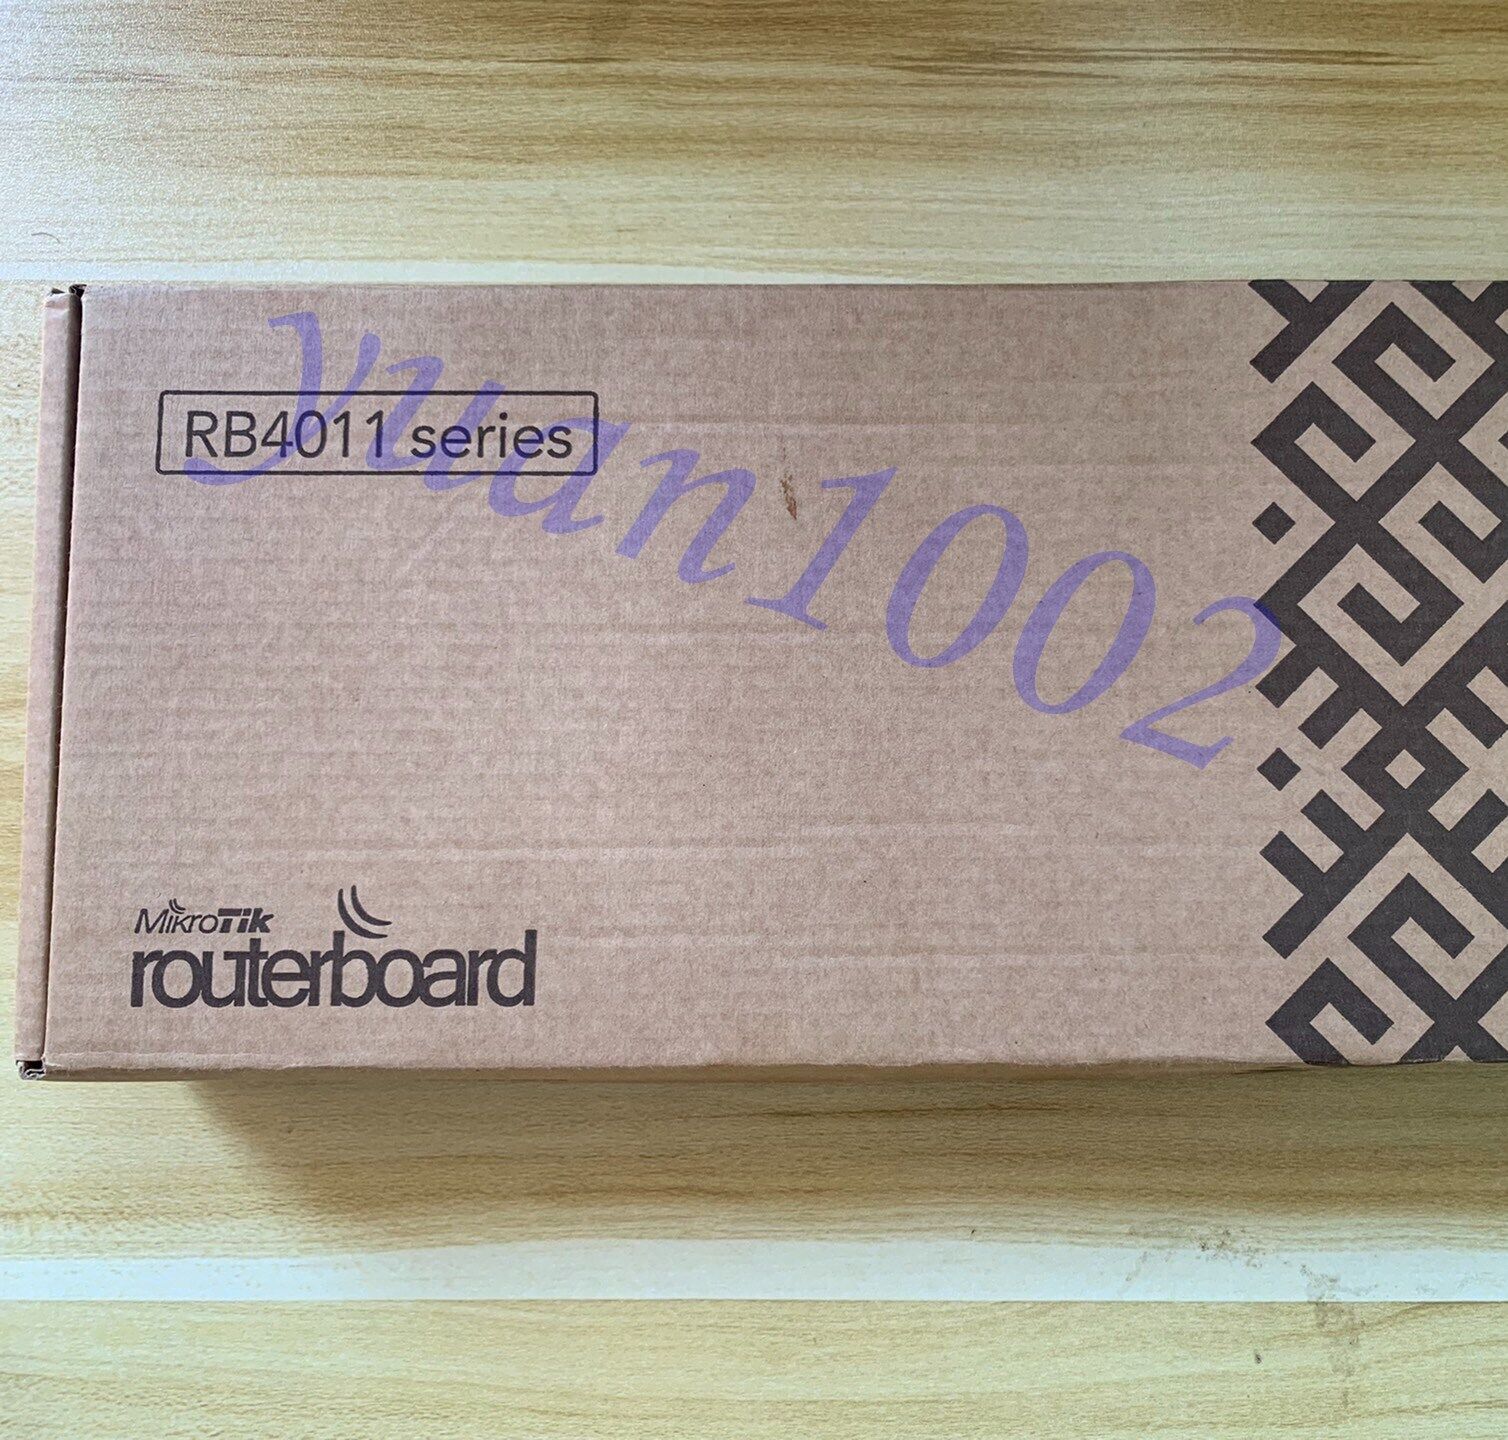 RB4011 series
yuan1002
MikroTik
routerboard